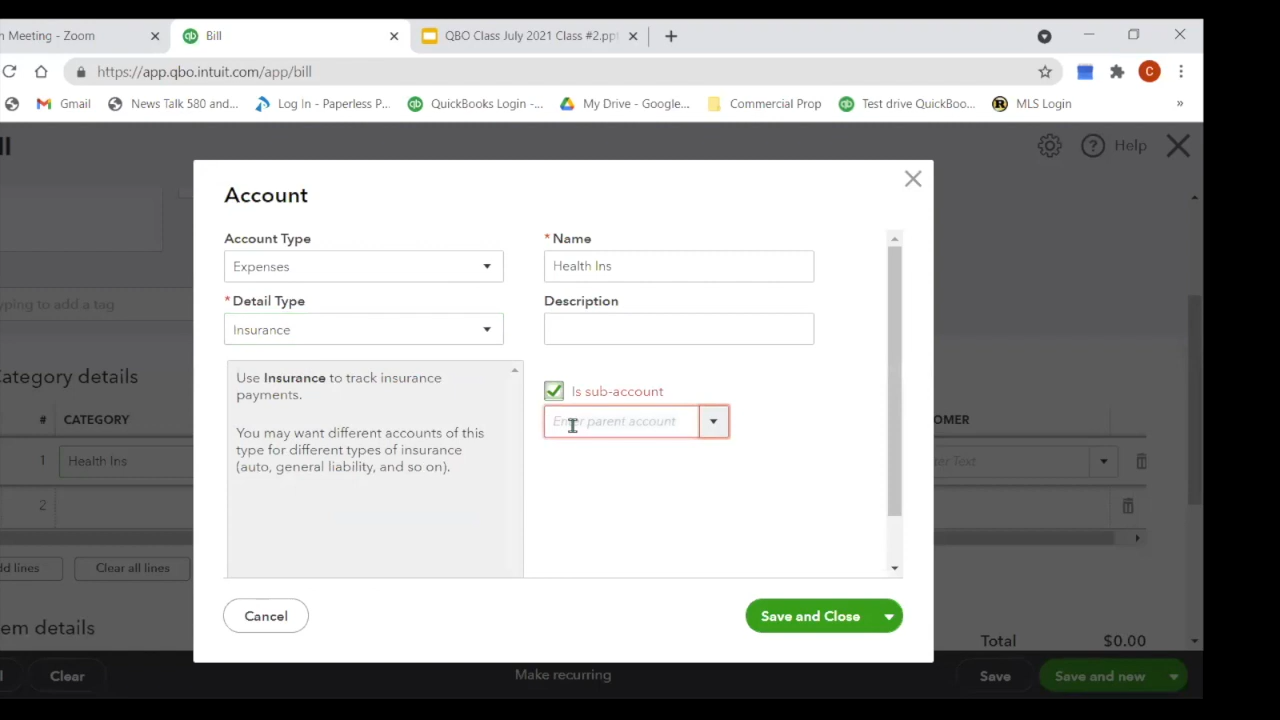 n Meeting - Zoom
Bill
QBO Class July 2021 Class #2.ppt
https://app.qbo.intuit.com/app/bill
C
Gmail
News Talk 580 and...
Log In - Paperless P...
QuickBooks Login -...
My Drive - Google...
Commercial Prop
Test drive QuickBoo...
MLS Login
»
ll
Help
Account
Account Type
* Name
Expenses
Health Ins
* Detail Type
Description
Insurance
ping to add a tag
Use Insurance to track insurance
payments.
You may want different accounts of this
type for different types of insurance
(auto, general liability, and so on).
Is sub-account
Enter parent account
ategory details
# CATEGORY
OMER
1 Health Ins
er Text
2
dd lines
Clear all lines
Cancel
Save and Close
em details
Total $0.00
l
Clear
Make recurring
Save
Save and new